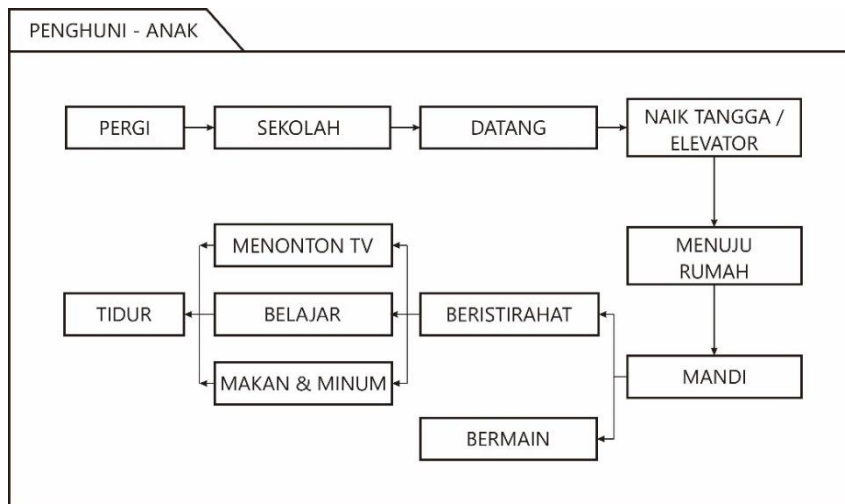 PENGHUNI - ANAK
PERGI
SEKOLAH
DATANG
NAIK TANGGA /
ELEVATOR
MENUJU
RUMAH
MANDI
BERISTIRAHAT
BERMAIN
MENONTON TV
BELAJAR
MAKAN & MINUM
TIDUR